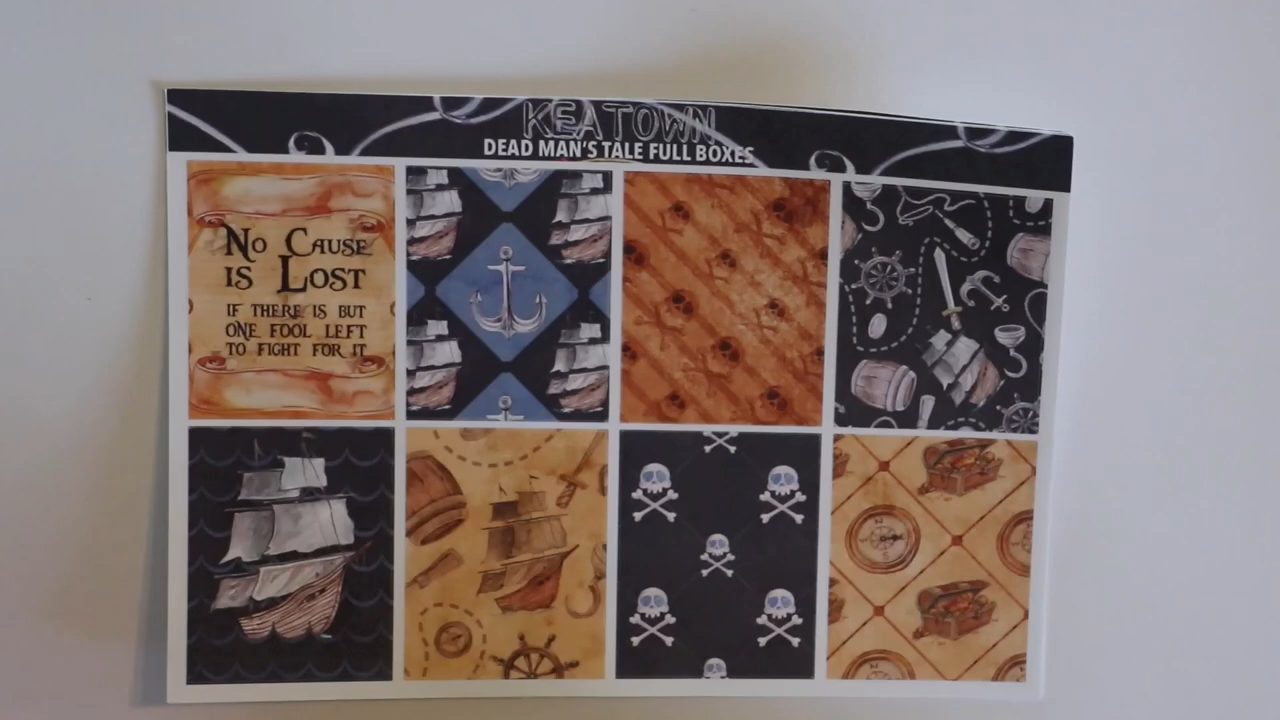 KEATOWN
DEAD MAN'S TALE FULL BOXES
No Cause
is Lost
if there is but
one fool left
to fight for it